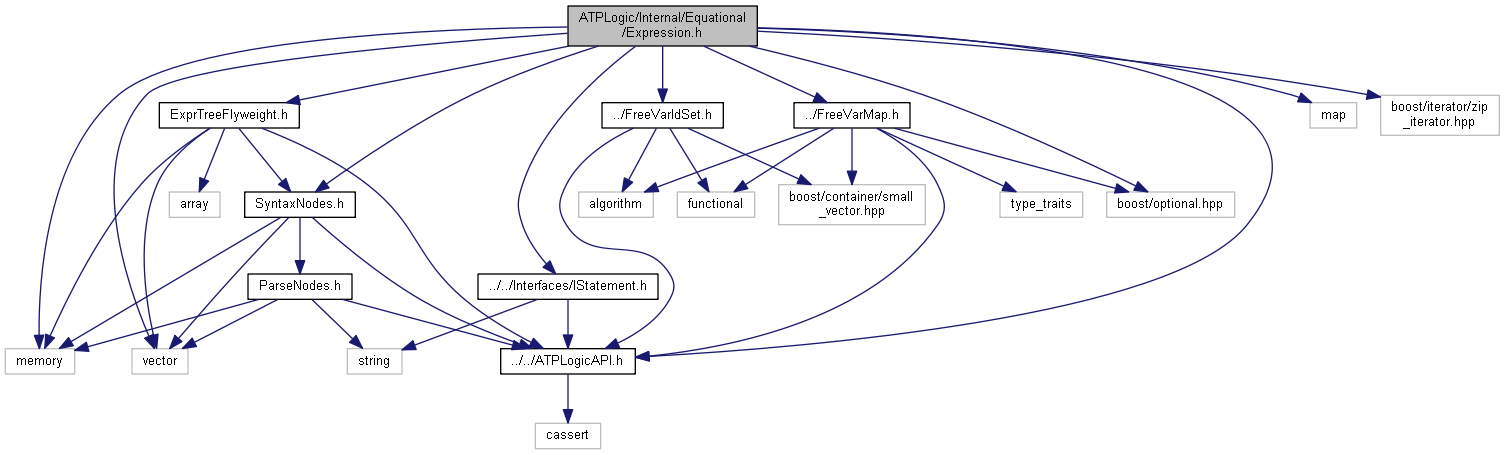 ATPLogic/Internal/Equational
/Expression.h
ExprTreeFlyweight.h
../FreeVarIdSet.h
../FreeVarMap.h
map
boost/iterator/zip
_iterator.hpp
array
SyntaxNodes.h
algorithm
functional
boost/container/small
_vector.hpp
type_traits
boost/optional.hpp
ParseNodes.h
../../Interfaces/IStatement.h
memory
vector
string
../../ATPLogicAPI.h
cassert